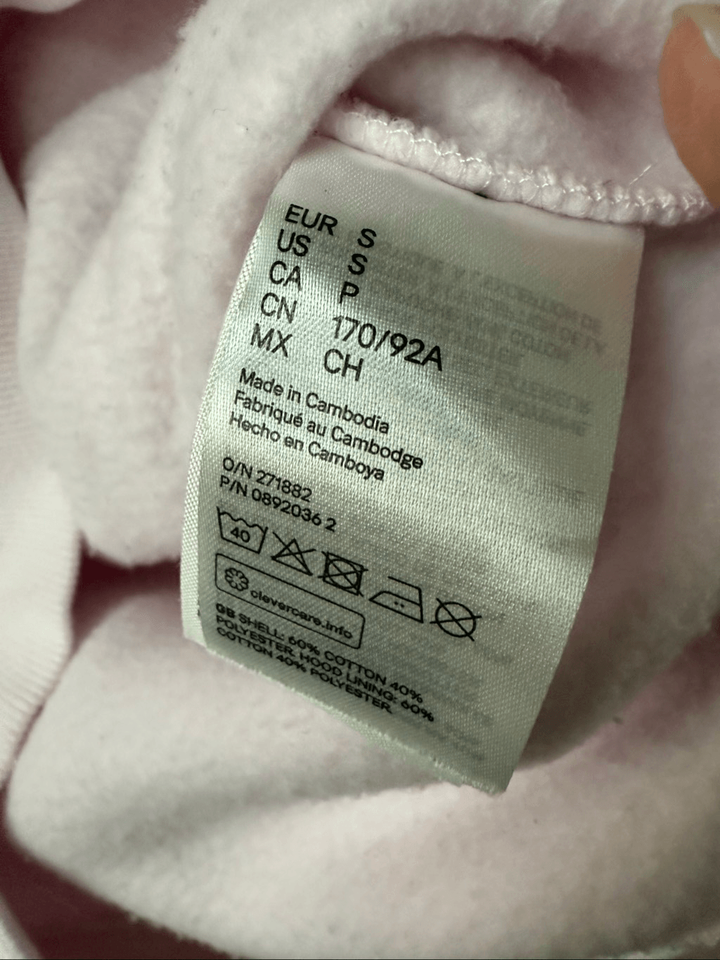 EUR S
US S
CA P
CN 170/92A
MX CH
Made in Cambodia
Fabriqué au Cambodge
Hecho en Camboya
O/N 271882
P/N 0892036 2
40
clevercare.info
GB SHELL: 60% COTTON 40%
POLYESTER. HOOD LINING: 60%
COTTON 40% POLYESTER.